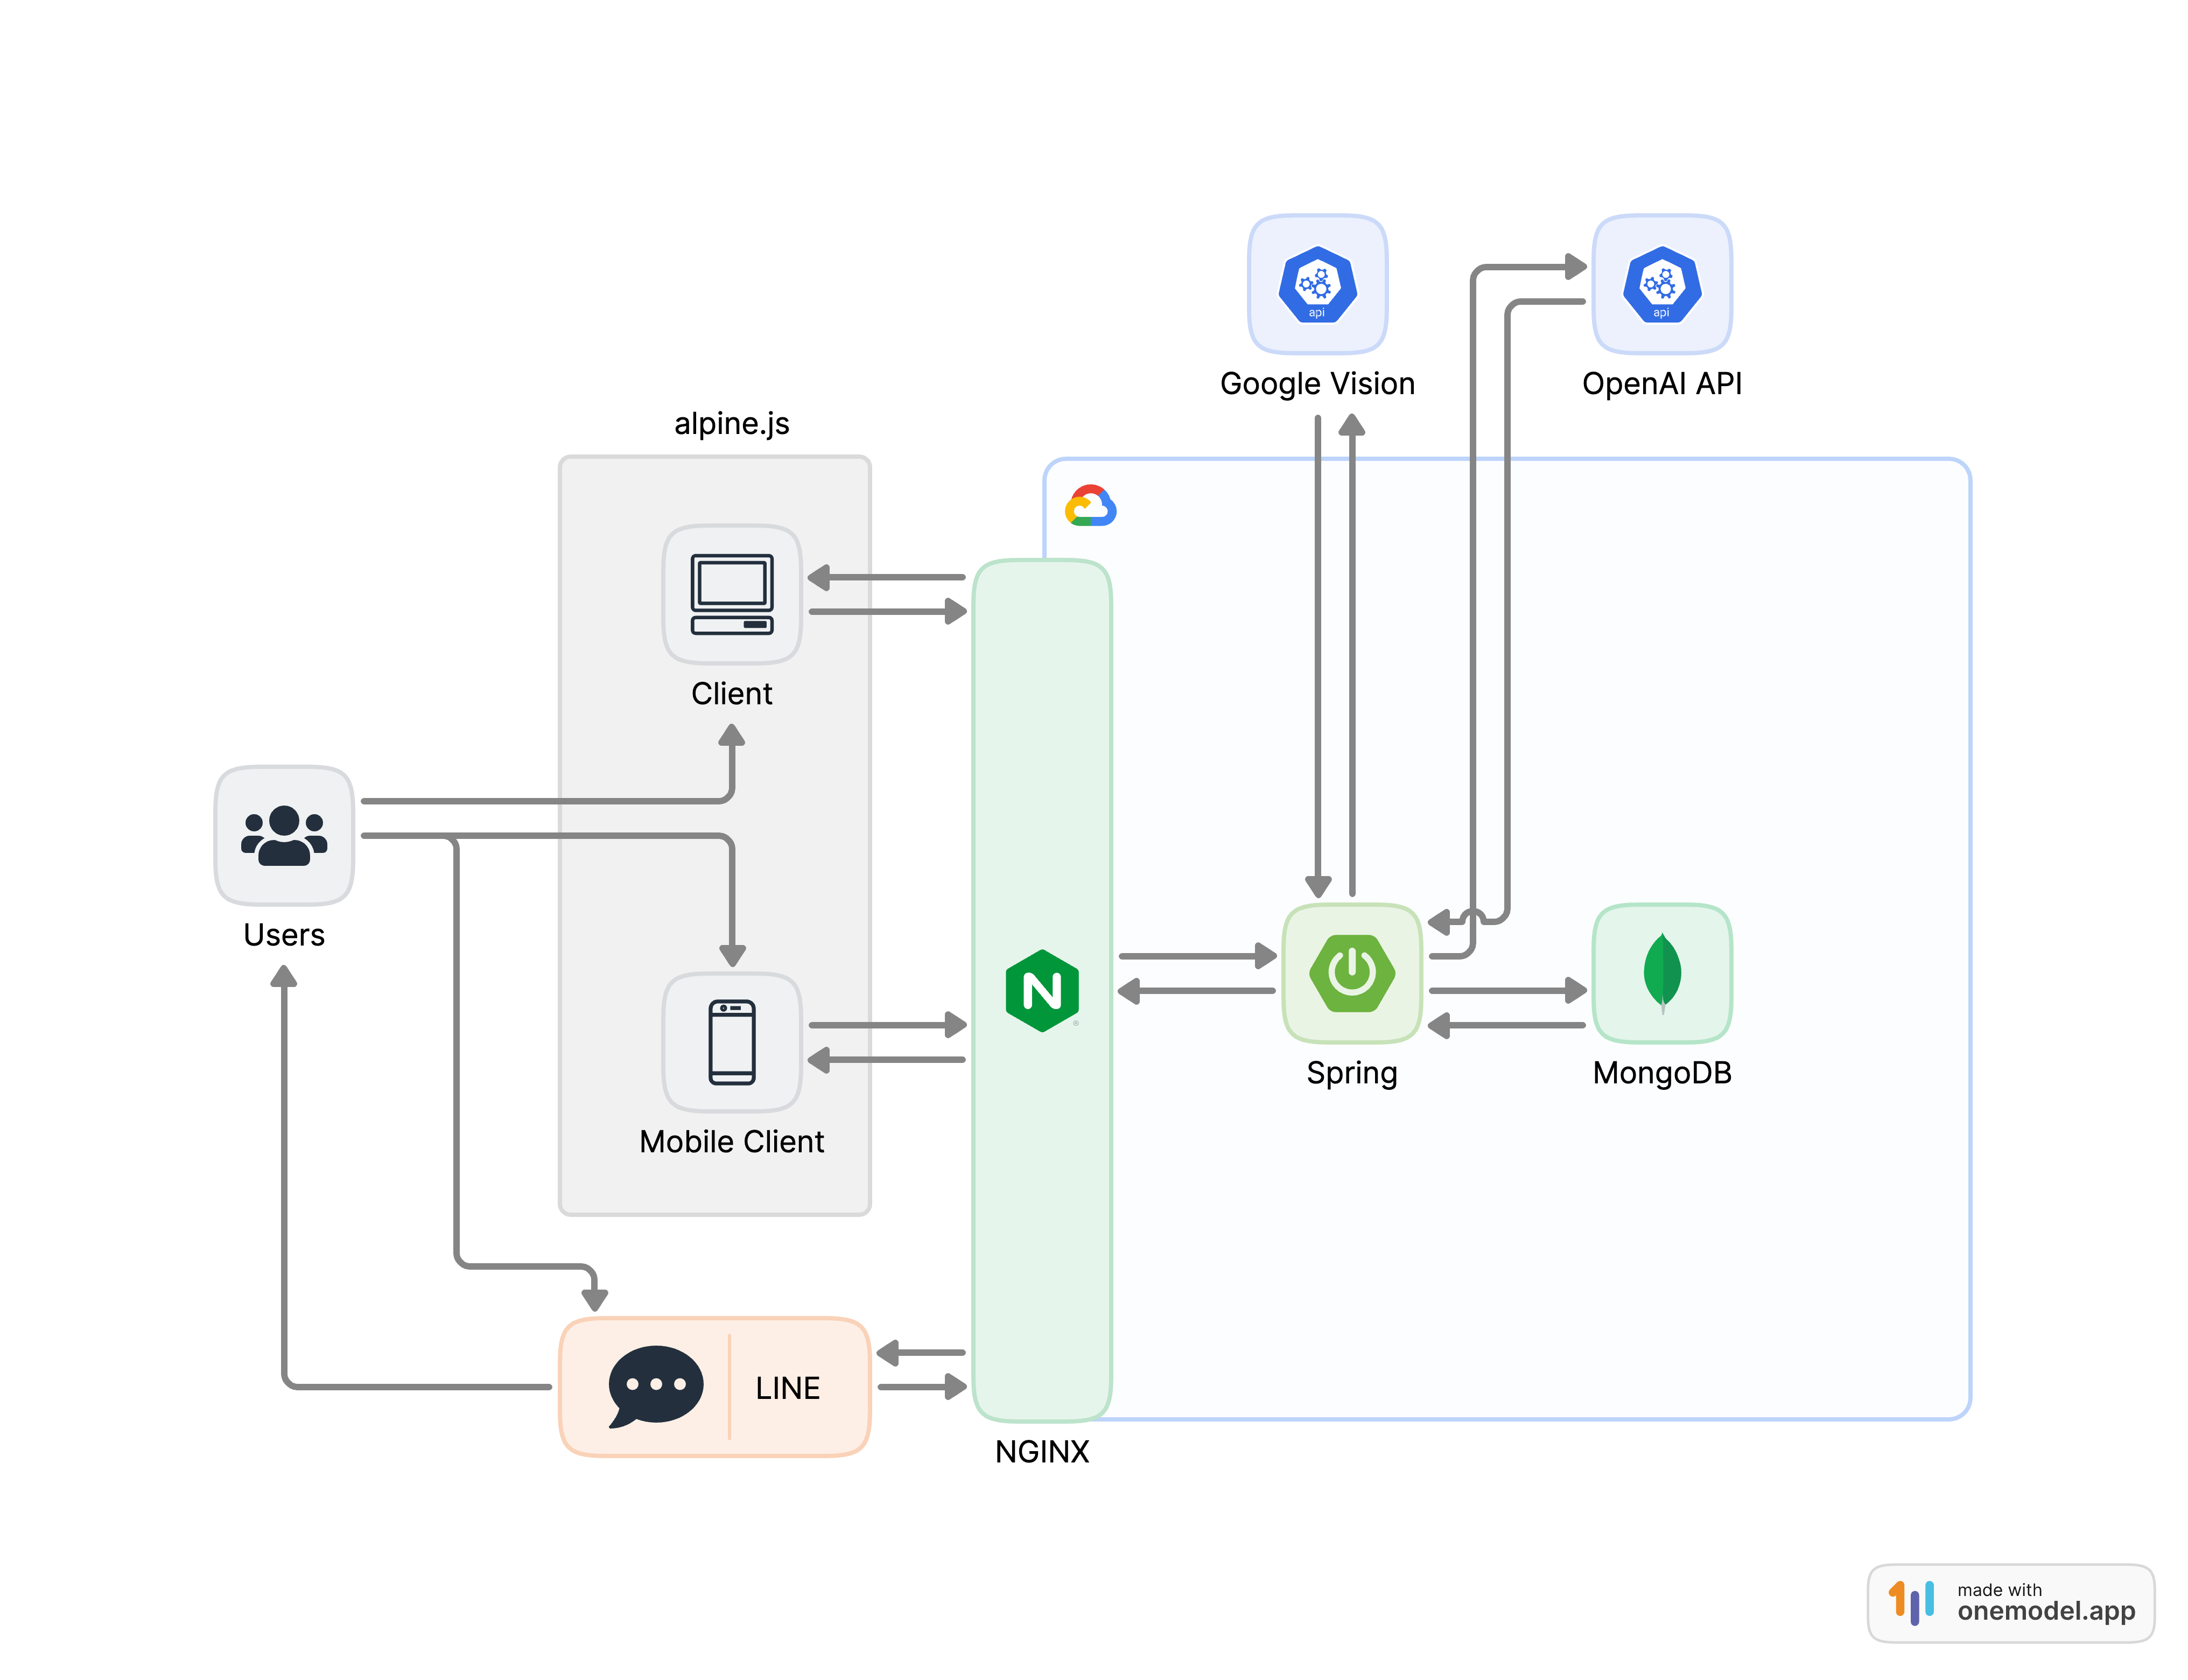 Google Vision
OpenAI API
api
api
alpine.js
Client
Users
Mobile Client
Spring
MongoDB
LINE
NGINX
made with
onemodel.app